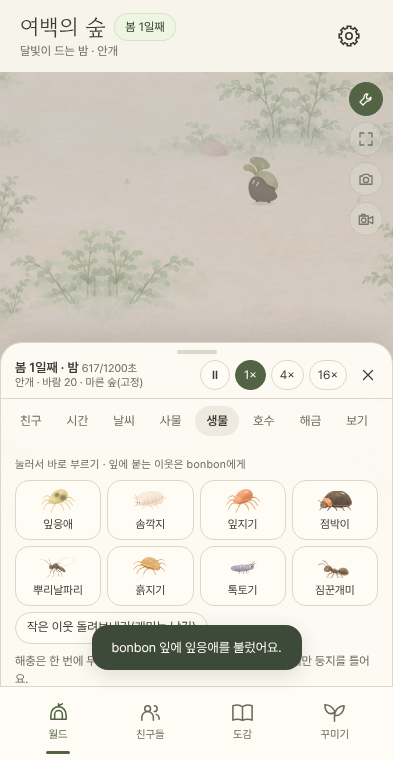 여백의 숲
봄 1일째
달빛이 드는 밤 · 안개
봄 1일째 · 밤 617/1200초
안개 · 바람 20 · 마른 숲(고정)
1×
4×
16×
친구
시간
날씨
사물
생물
호수
해금
보기
눌러서 바로 부르기 · 잎에 붙는 이웃은 bonbon에게
잎응애
솜깍지
잎지기
점박이
뿌리날파리
흙지기
톡토기
짐꾼개미
작은 이웃
bonbon 잎에 잎응애를 불렀어요.
해충은 한 번에
만 둥지를 틀어
요.
월드
친구들
도감
꾸미기